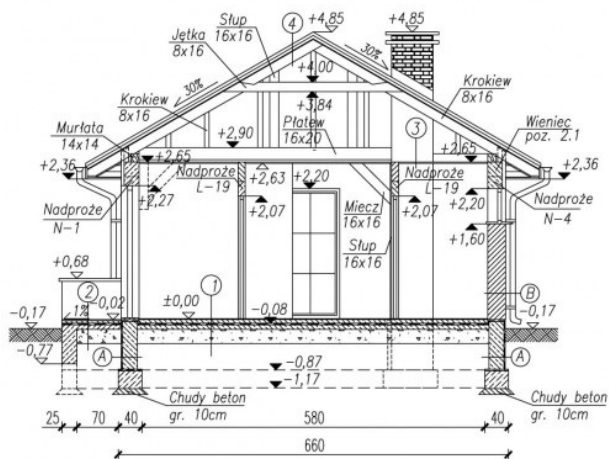 +4,85
+4,85
Słup
16x16
4
Jętka
8x16
30%
+4,00
30%
+3,84
Krokiew
8x16
Krokiew
8x16
Płatew
16x20
3
Wieniec
poz. 2.1
Murłata
14x14
+2,90
+2,65
+2,65
+2,36
+2,36
Nadproże
L-19
+2,63
+2,20
Nadproże
L-19
+2,27
+2,07
Miecz
16x16
+2,07
+2,20
Nadproże
N-1
Nadproże
N-4
+1,60
Słup
16x16
+0,68
1
B
2
-0,02
±0,00
-0,08
-0,17
1%
-0,17
-0,77
A
A
-0,87
-1,17
Chudy beton
gr. 10cm
Chudy beton
gr. 10cm
25
70
40
580
40
660